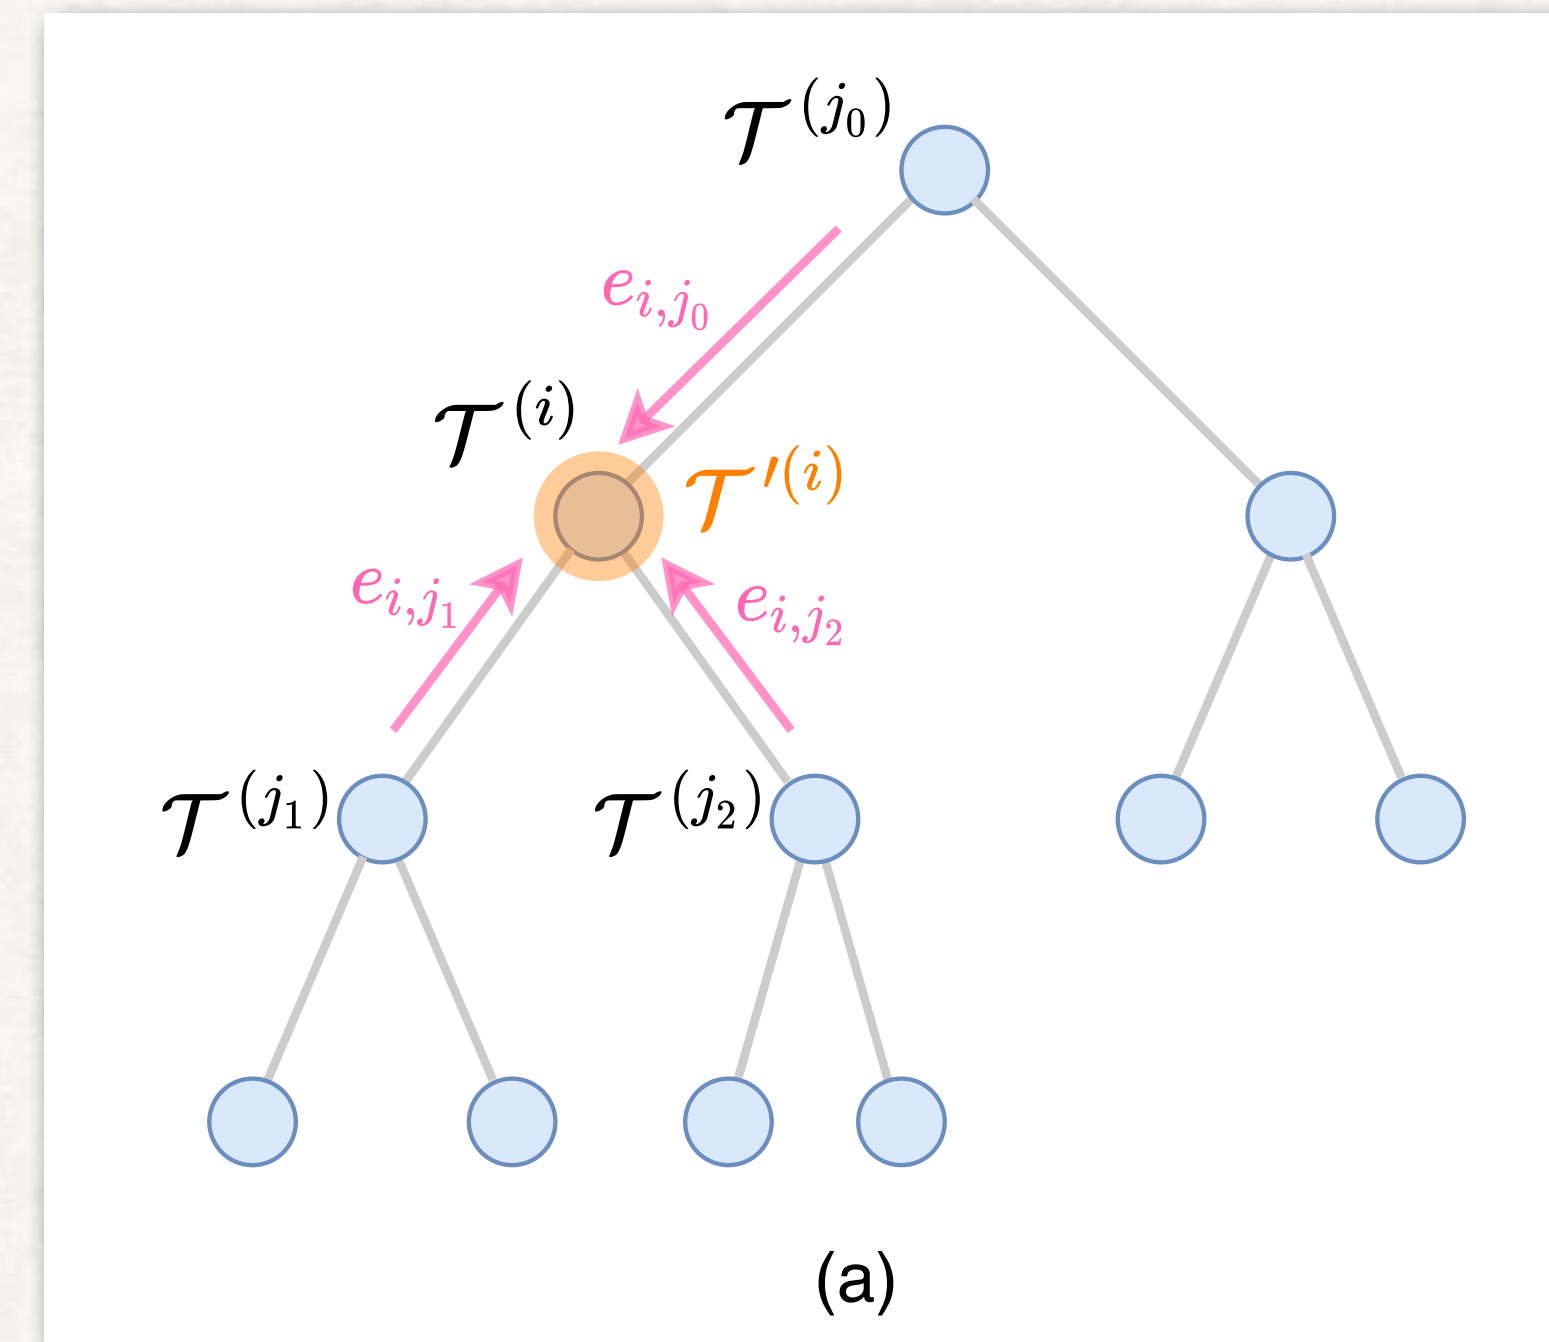 𝒯^(j₀)
e_{i,j₀}
𝒯^(i)
𝒯′^(i)
e_{i,j₁}
e_{i,j₂}
𝒯^(j₁)
𝒯^(j₂)
(a)